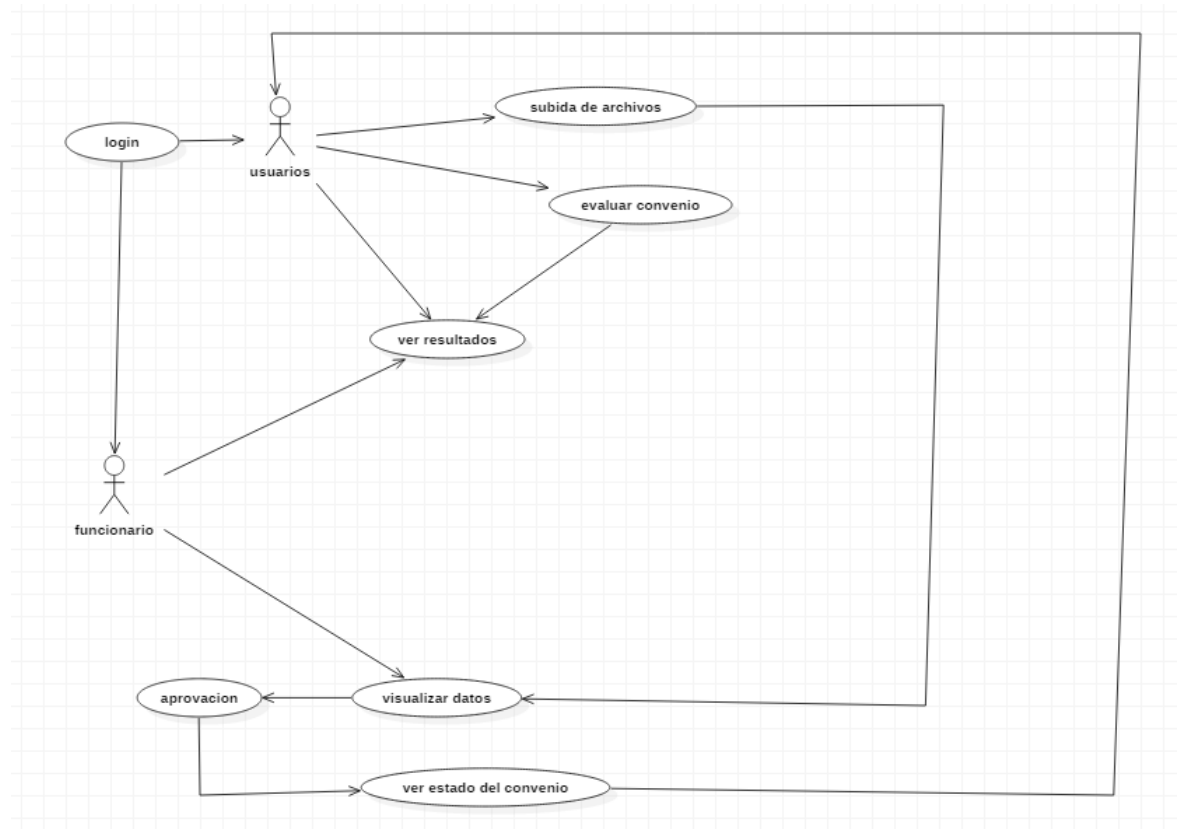 subida de archivos
login
usuarios
evaluar convenio
ver resultados
funcionario
aprovacion
visualizar datos
ver estado del convenio